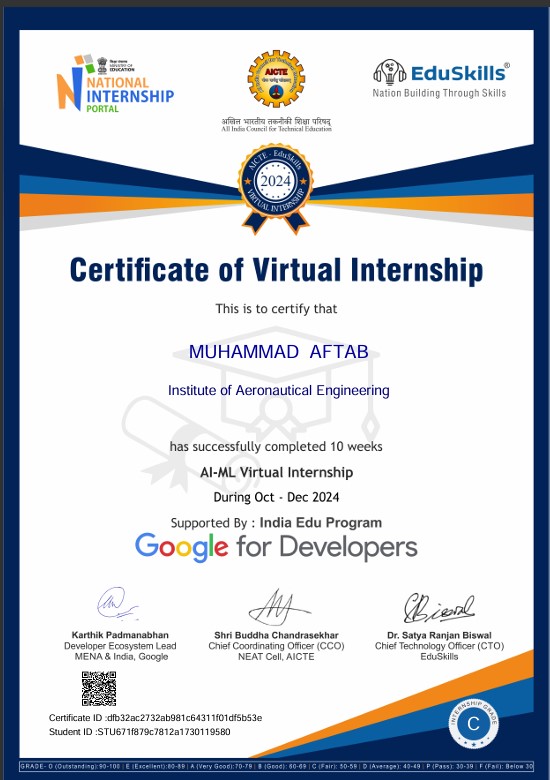 शिक्षा मंत्रालय
MINISTRY OF
EDUCATION
NATIONAL
INTERNSHIP
PORTAL
AICTE
अखिल भारतीय तकनीकी शिक्षा परिषद्
All India Council for Technical Education
EduSkills®
Nation Building Through Skills
AICTE - EduSkills
2024
VIRTUAL INTERNSHIP
Certificate of Virtual Internship
This is to certify that
MUHAMMAD AFTAB
Institute of Aeronautical Engineering
has successfully completed 10 weeks
AI-ML Virtual Internship
During Oct - Dec 2024
Supported By : India Edu Program
Google for Developers
Karthik Padmanabhan
Developer Ecosystem Lead
MENA & India, Google
Shri Buddha Chandrasekhar
Chief Coordinating Officer (CCO)
NEAT Cell, AICTE
Dr. Satya Ranjan Biswal
Chief Technology Officer (CTO)
EduSkills
Certificate ID :dfb32ac2732ab981c64311f01df5b53e
Student ID :STU671f879c7812a1730119580
INTERNSHIP GRADE
C
GRADE- O (Outstanding):90-100 | E (Excellent):80-89 | A (Very Good):70-79 | B (Good): 60-69 | C (Fair): 50-59 | D (Average): 40-49 | P (Pass): 30-39 | F (Fail): Below 30